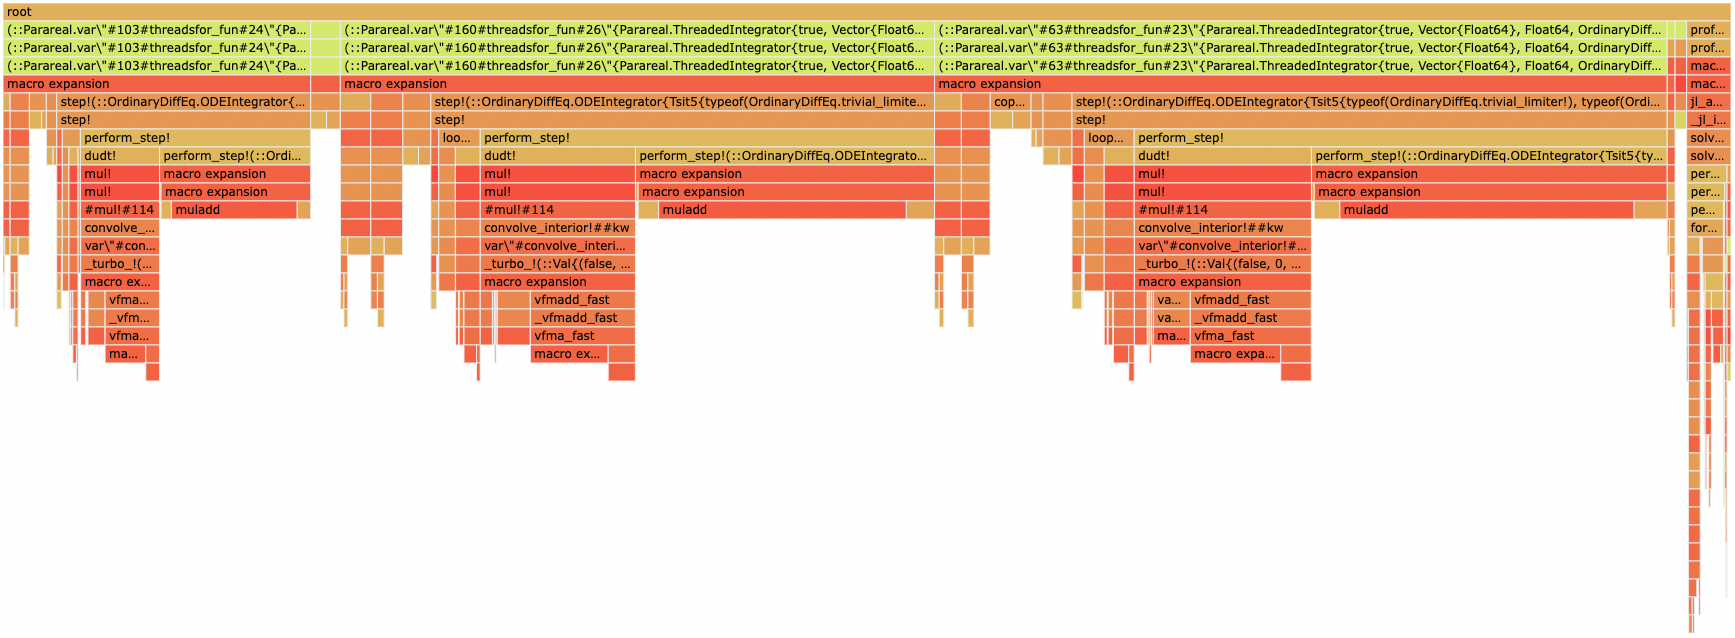 root
(::Parareal.var\"#103#threadsfor_fun#24\"{Pa... (::Parareal.var\"#160#threadsfor_fun#26\"{Parareal.ThreadedIntegrator{true, Vector{Float6... (::Parareal.var\"#63#threadsfor_fun#23\"{Parareal.ThreadedIntegrator{true, Vector{Float64}, Float64, OrdinaryDiff... prof...
(::Parareal.var\"#103#threadsfor_fun#24\"{Pa... (::Parareal.var\"#160#threadsfor_fun#26\"{Parareal.ThreadedIntegrator{true, Vector{Float6... (::Parareal.var\"#63#threadsfor_fun#23\"{Parareal.ThreadedIntegrator{true, Vector{Float64}, Float64, OrdinaryDiff... prof...
(::Parareal.var\"#103#threadsfor_fun#24\"{Pa... (::Parareal.var\"#160#threadsfor_fun#26\"{Parareal.ThreadedIntegrator{true, Vector{Float6... (::Parareal.var\"#63#threadsfor_fun#23\"{Parareal.ThreadedIntegrator{true, Vector{Float64}, Float64, OrdinaryDiff... mac...
macro expansion macro expansion macro expansion mac...
step!(::OrdinaryDiffEq.ODEIntegrator{... step!(::OrdinaryDiffEq.ODEIntegrator{Tsit5{typeof(OrdinaryDiffEq.trivial_limite... cop... step!(::OrdinaryDiffEq.ODEIntegrator{Tsit5{typeof(OrdinaryDiffEq.trivial_limiter!), typeof(Ordi... jl_a...
step! step! step! _jl_i...
perform_step! loo... perform_step! loop... perform_step! solv...
dudt! perform_step!(::Ordi... dudt! perform_step!(::OrdinaryDiffEq.ODEIntegrato... dudt! perform_step!(::OrdinaryDiffEq.ODEIntegrator{Tsit5{ty... solv...
mul! macro expansion mul! macro expansion mul! macro expansion per...
mul! macro expansion mul! macro expansion mul! macro expansion per...
#mul!#114 muladd #mul!#114 muladd #mul!#114 muladd pe...
convolve_... convolve_interior!##kw convolve_interior!##kw for...
var\"#con... var\"#convolve_interi... var\"#convolve_interior!#...
_turbo_!(... _turbo_!(::Val{(false, ... _turbo_!(::Val{(false, 0, ...
macro ex... macro expansion macro expansion
vfma... vfmadd_fast va... vfmadd_fast
_vfm... _vfmadd_fast va... _vfmadd_fast
vfma... vfma_fast ma... vfma_fast
ma... macro ex... macro expa...